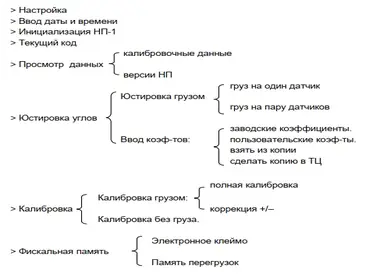 > Настройка
> Ввод даты и времени
> Инициализация НП-1
> Текущий код
калибровочные данные
> Просмотр данных
версии НП
Юстировка грузом
груз на один датчик
груз на пару датчиков
> Юстировка углов
Ввод коэф-тов:
заводские коэффициенты.
пользовательские коэф-ты.
взять из копии
сделать копию в ТЦ
полная калибровка
Калибровка грузом:
> Калибровка
коррекция +/–
Калибровка без груза.
Электронное клеймо
> Фискальная память
Память перегрузок